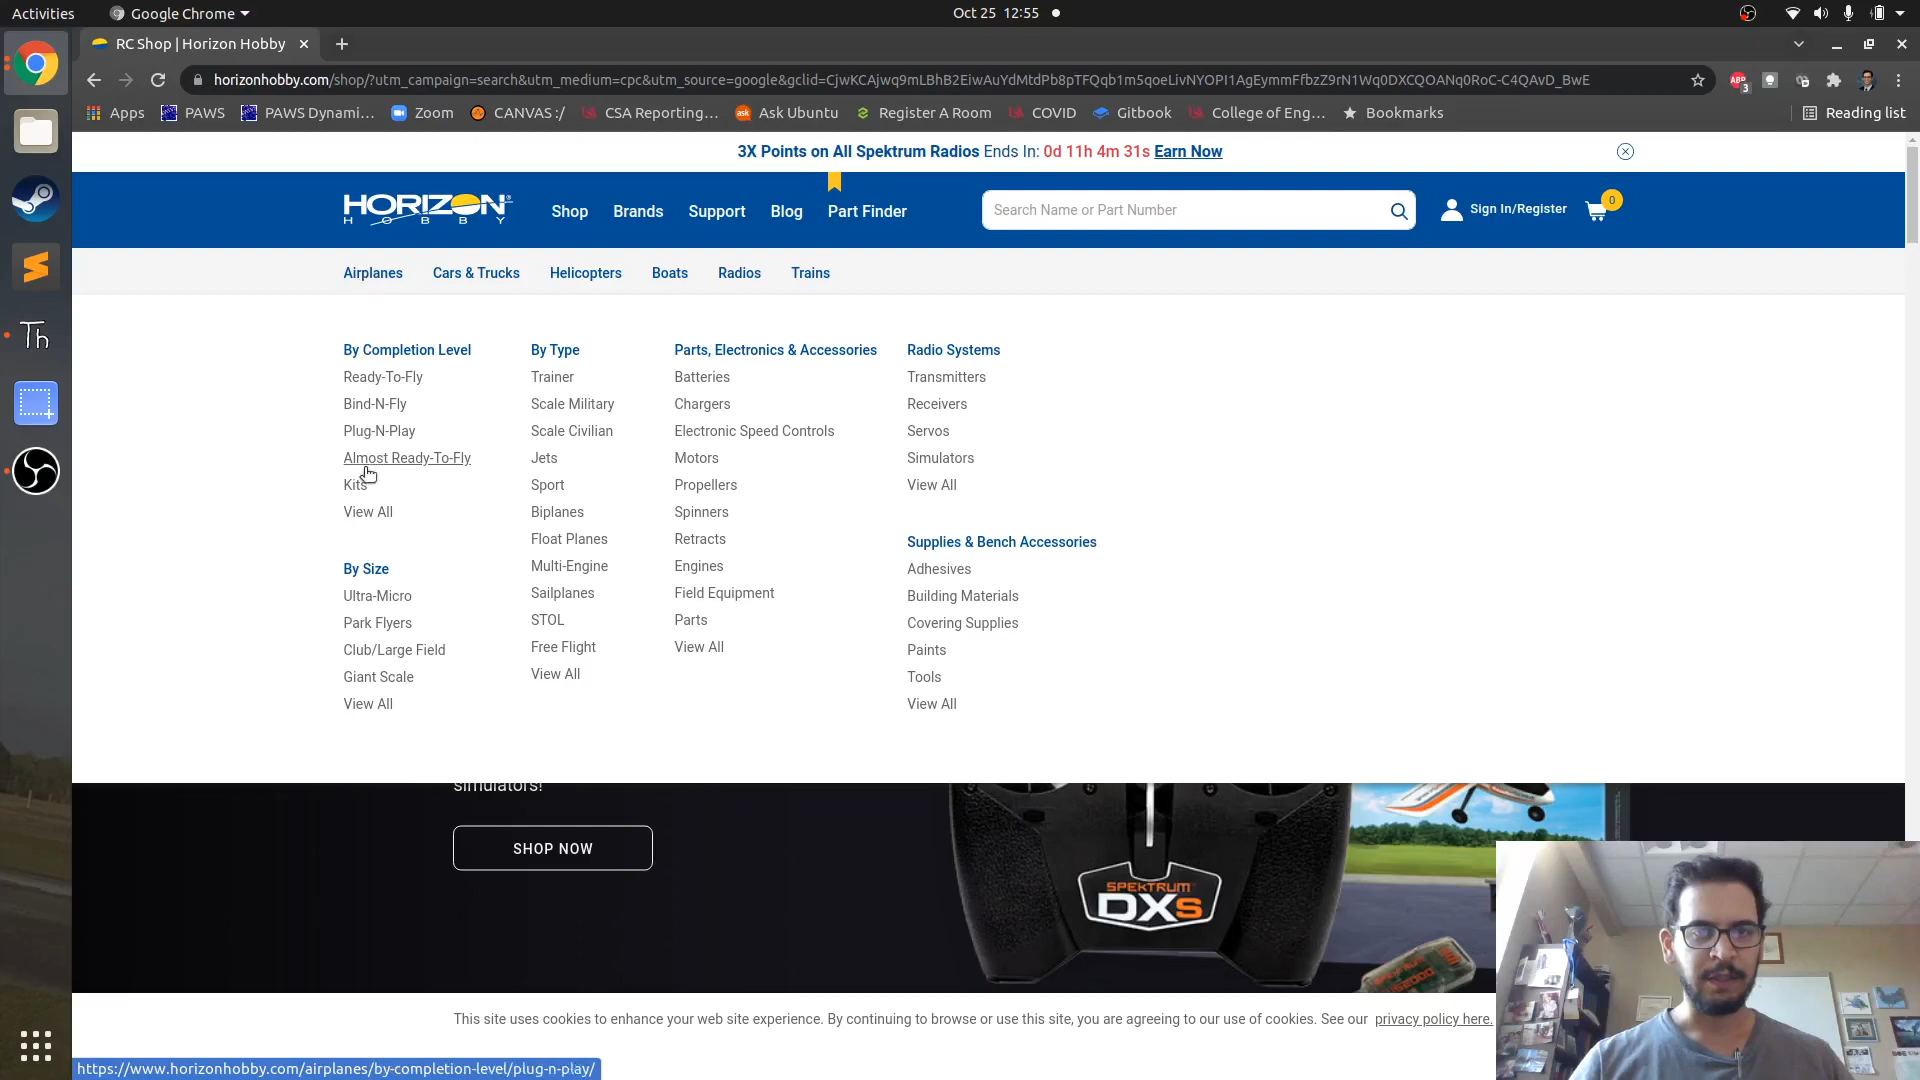 Activities
Google Chrome
Oct 25 12:55
RC Shop | Horizon Hobby
horizonhobby.com/shop/?utm_campaign=search&utm_medium=cpc&utm_source=google&gclid=CjwKCAjwq9mLBhB2EiwAuYdMtdPb8pTFQqb1m5qoeLivNYOPI1AgEymmFfbzZ9rN1Wq0DXCQOANq0RoC-C4QAvD_BwE
ABP 3
Apps
PAWS
PAWS Dynami...
Zoom
CANVAS :/
CSA Reporting...
Ask Ubuntu
Register A Room
COVID
Gitbook
College of Eng...
Bookmarks
Reading list
3X Points on All Spektrum Radios Ends In: 0d 11h 4m 31s Earn Now
HORIZON
HOBBY
Shop
Brands
Support
Blog
Part Finder
Search Name or Part Number
Sign In/Register
0
Airplanes
Cars & Trucks
Helicopters
Boats
Radios
Trains
Th
By Completion Level
Ready-To-Fly
Bind-N-Fly
Plug-N-Play
Almost Ready-To-Fly
Kits
View All
By Size
Ultra-Micro
Park Flyers
Club/Large Field
Giant Scale
View All
By Type
Trainer
Scale Military
Scale Civilian
Jets
Sport
Biplanes
Float Planes
Multi-Engine
Sailplanes
STOL
Free Flight
View All
Parts, Electronics & Accessories
Batteries
Chargers
Electronic Speed Controls
Motors
Propellers
Spinners
Retracts
Engines
Field Equipment
Parts
View All
Radio Systems
Transmitters
Receivers
Servos
Simulators
View All
Supplies & Bench Accessories
Adhesives
Building Materials
Covering Supplies
Paints
Tools
View All
simulators!
SHOP NOW
SPEKTRUM
DXs
This site uses cookies to enhance your web site experience. By continuing to browse or use this site, you are agreeing to our use of cookies. See our privacy policy here.
https://www.horizonhobby.com/airplanes/by-completion-level/plug-n-play/